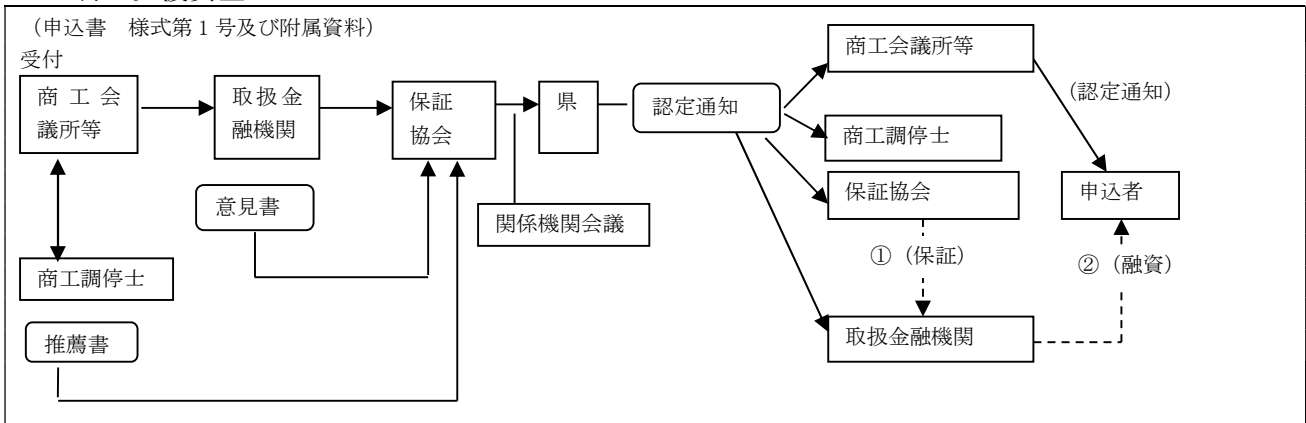 （申込書　様式第１号及び附属資料）
受付
商工会
議所等
取扱金
融機関
保証
協会
県
認定通知
商工会議所等
（認定通知）
商工調停士
保証協会
申込者
意見書
関係機関会議
①（保証）
②（融資）
商工調停士
取扱金融機関
推薦書